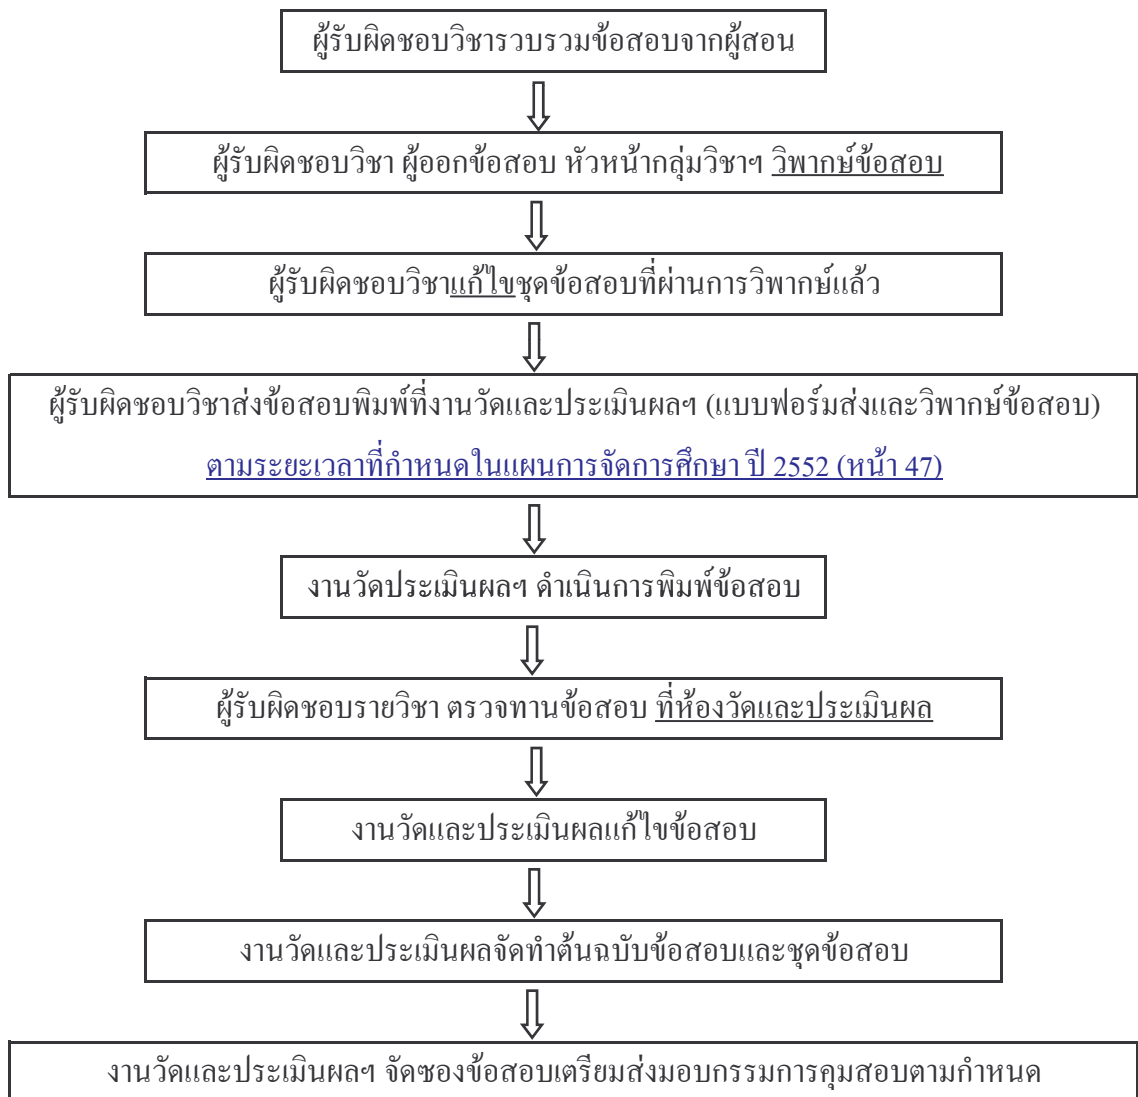 ผู้รับผิดชอบวิชารวบรวมข้อสอบจากผู้สอน
ผู้รับผิดชอบวิชา ผู้ออกข้อสอบ หัวหน้ากลุ่มวิชาฯ วิพากษ์ข้อสอบ
ผู้รับผิดชอบวิชาแก้ไขชุดข้อสอบที่ผ่านการวิพากษ์แล้ว
ผู้รับผิดชอบวิชาส่งข้อสอบพิมพ์ที่งานวัดและประเมินผลฯ (แบบฟอร์มส่งและวิพากษ์ข้อสอบ)
ตามระยะเวลาที่กำหนดในแผนการจัดการศึกษา ปี 2552 (หน้า 47)
งานวัดประเมินผลฯ ดำเนินการพิมพ์ข้อสอบ
ผู้รับผิดชอบรายวิชา ตรวจทานข้อสอบ ที่ห้องวัดและประเมินผล
งานวัดและประเมินผลแก้ไขข้อสอบ
งานวัดและประเมินผลจัดทำต้นฉบับข้อสอบและชุดข้อสอบ
งานวัดและประเมินผลฯ จัดซองข้อสอบเตรียมส่งมอบกรรมการคุมสอบตามกำหนด